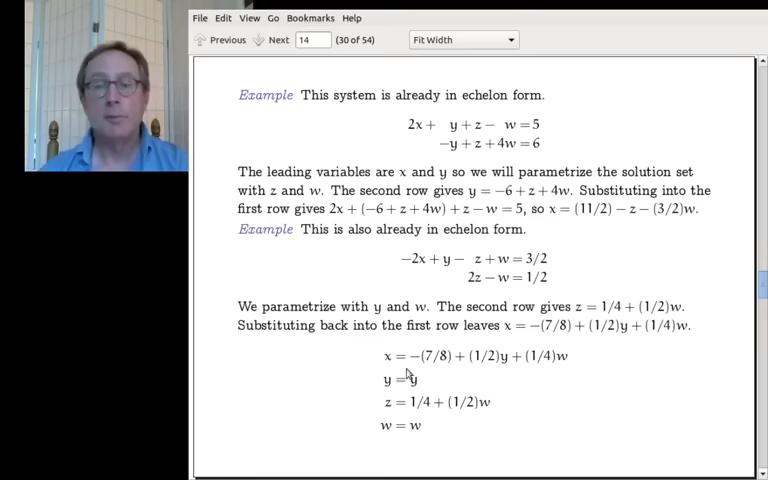 File Edit View Go Bookmarks Help
Previous Next 14 (30 of 54) Fit Width
Example This system is already in echelon form.
2x + y + z − w = 5
−y + z + 4w = 6
The leading variables are x and y so we will parametrize the solution set
with z and w. The second row gives y = −6 + z + 4w. Substituting into the
first row gives 2x + (−6 + z + 4w) + z − w = 5, so x = (11/2) − z − (3/2)w.
Example This is also already in echelon form.
−2x + y − z + w = 3/2
2z − w = 1/2
We parametrize with y and w. The second row gives z = 1/4 + (1/2)w.
Substituting back into the first row leaves x = −(7/8) + (1/2)y + (1/4)w.
x = −(7/8) + (1/2)y + (1/4)w
y = y
z = 1/4 + (1/2)w
w = w